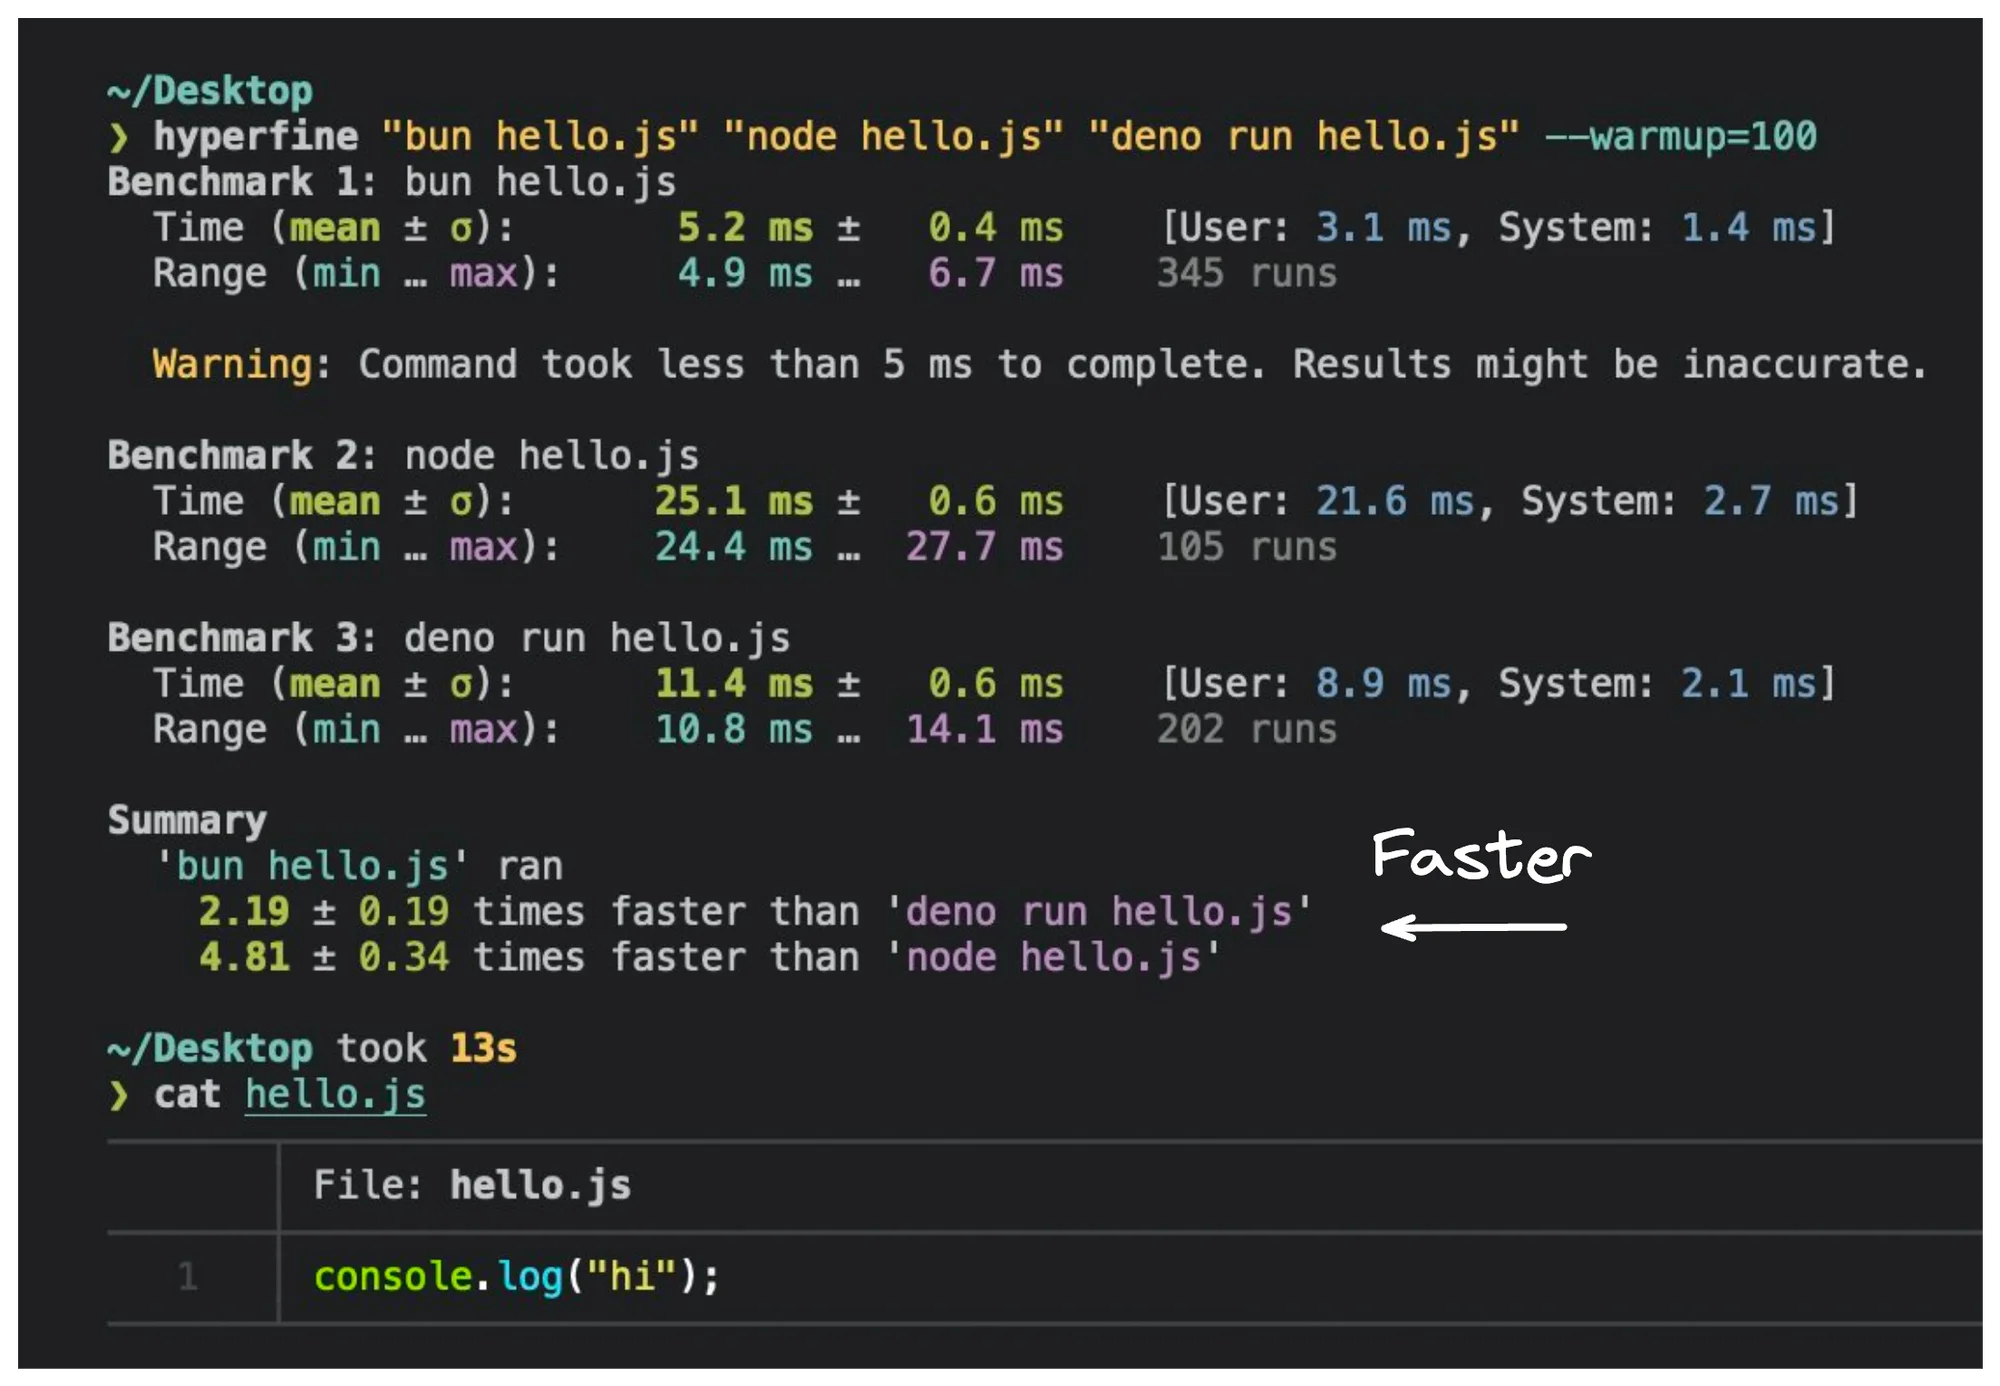 ~/Desktop
❯ hyperfine "bun hello.js" "node hello.js" "deno run hello.js" --warmup=100
Benchmark 1: bun hello.js
Time (mean ± σ): 5.2 ms ± 0.4 ms [User: 3.1 ms, System: 1.4 ms]
Range (min … max): 4.9 ms … 6.7 ms 345 runs
Warning: Command took less than 5 ms to complete. Results might be inaccurate.
Benchmark 2: node hello.js
Time (mean ± σ): 25.1 ms ± 0.6 ms [User: 21.6 ms, System: 2.7 ms]
Range (min … max): 24.4 ms … 27.7 ms 105 runs
Benchmark 3: deno run hello.js
Time (mean ± σ): 11.4 ms ± 0.6 ms [User: 8.9 ms, System: 2.1 ms]
Range (min … max): 10.8 ms … 14.1 ms 202 runs
Summary
'bun hello.js' ran
2.19 ± 0.19 times faster than 'deno run hello.js'
4.81 ± 0.34 times faster than 'node hello.js'
Faster
~/Desktop took 13s
❯ cat hello.js
File: hello.js
1 console.log("hi");